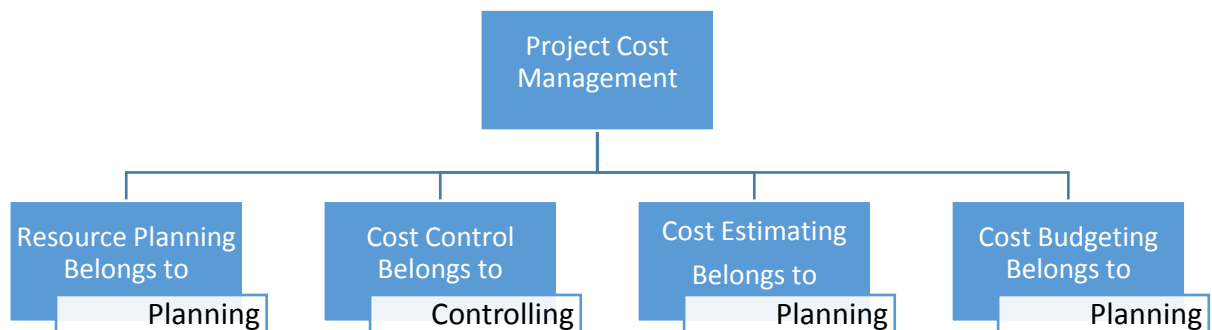 Project Cost
Management
Resource Planning
Belongs to
Planning
Cost Control
Belongs to
Controlling
Cost Estimating
Belongs to
Planning
Cost Budgeting
Belongs to
Planning